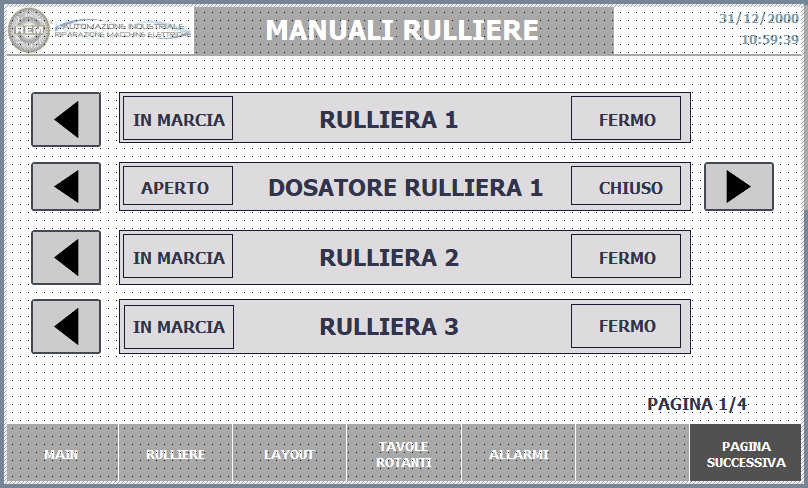 REM
AUTOMAZIONE INDUSTRIALE
RIPARAZIONE MACCHINE ELETTRICHE
MANUALI RULLIERE
31/12/2000
10:59:39
IN MARCIA RULLIERA 1 FERMO
APERTO DOSATORE RULLIERA 1 CHIUSO
IN MARCIA RULLIERA 2 FERMO
IN MARCIA RULLIERA 3 FERMO
PAGINA 1/4
MAIN
RULLIERE
LAYOUT
TAVOLE
ROTANTI
ALLARMI
PAGINA
SUCCESSIVA